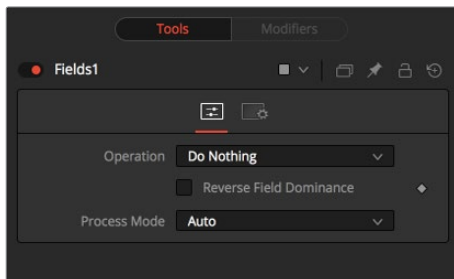 Tools Modifiers
Fields1
Operation Do Nothing
Reverse Field Dominance
Process Mode Auto